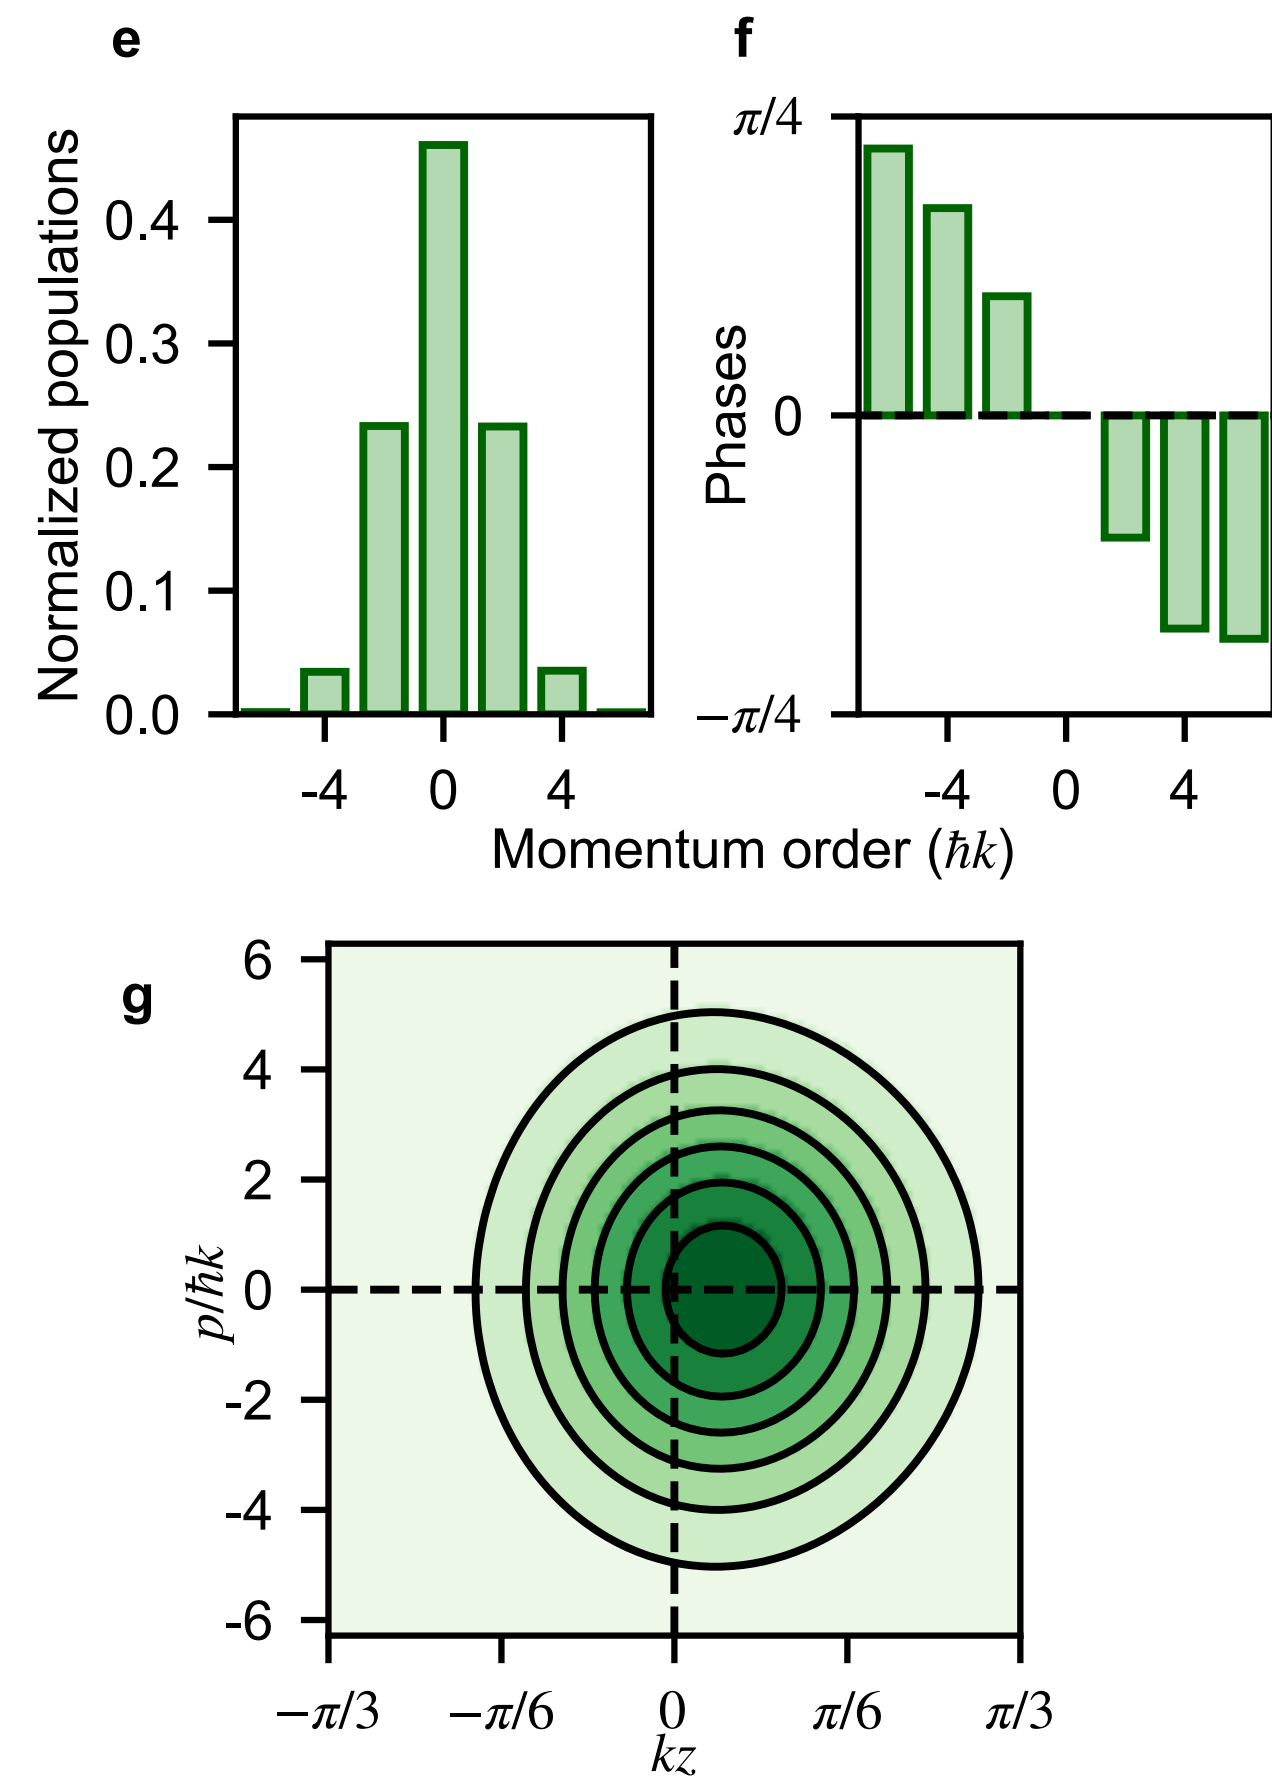 e
f
Normalized populations
0.4
0.3
0.2
0.1
0.0
-4 0 4
Phases
π/4
0
−π/4
-4 0 4
Momentum order (ħk)
g
p/ħk
6
4
2
0
-2
-4
-6
−π/3 −π/6 0 π/6 π/3
kz